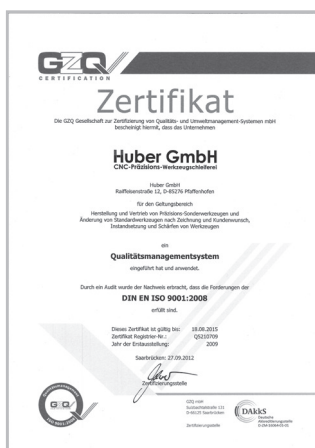 GZQ
CERTIFICATION
Zertifikat
Die GZQ Gesellschaft zur Zertifizierung von Qualitäts- und Umweltmanagement-Systemen mbH
bescheinigt hiermit, dass das Unternehmen
Huber GmbH
CNC-Präzisions-Werkzeugschleiferei
Huber GmbH
Raiffeisenstraße 12, D-85276 Pfaffenhofen
für den Geltungsbereich
Herstellung und Vertrieb von Präzisions-Sonderwerkzeugen und
Änderung von Standardwerkzeugen nach Zeichnung und Kundenwunsch,
Instandsetzung und Schärfen von Werkzeugen
ein
Qualitätsmanagementsystem
eingeführt hat und anwendet.
Durch ein Audit wurde der Nachweis erbracht, dass die Forderungen der
DIN EN ISO 9001:2008
erfüllt sind.
Dieses Zertifikat ist gültig bis: 18.08.2015
Zertifikat Registrier-Nr.: QS210709
Jahr der Erstausstellung: 2009
Saarbrücken: 27.09.2012
Zertifizierungsstelle
GZQ
GZQ mbH
D-66125 Saarbrücken
Zertifizierungsstelle
DAkkS
Deutsche
Akkreditierungsstelle